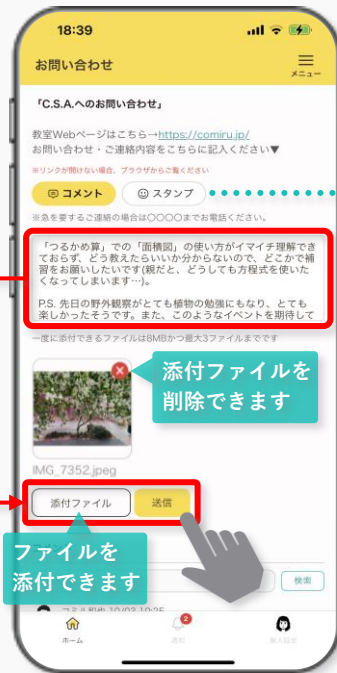 18:39
お問い合わせ
メニュー
「C.S.A.へのお問い合わせ」
教室Webページはこちら→https://comiru.jp/
お問い合わせ・ご連絡内容をこちらに記入ください▼
※リンクが開けない場合、ブラウザからご覧ください
コメント
スタンプ
※急を要するご連絡の場合は〇〇〇〇までお電話ください。
「つるかめ算」での「面積図」の使い方がイマイチ理解でき
ておらず、どう教えたらいいか分からないので、どこかで補
習をお願いしたいです(親だと、どうしても方程式を使いた
くなってしまいます…)。
P.S. 先日の野外観察がとても植物の勉強にもなり、とても
楽しかったそうです。また、このようなイベントを期待して
一度に添付できるファイルは8MBかつ最大3ファイルまでです
添付ファイルを
削除できます
IMG_7352.jpeg
添付ファイル
送信
ファイルを
添付できます
検索
10/03 10:25
2
ホーム
通知
個人設定